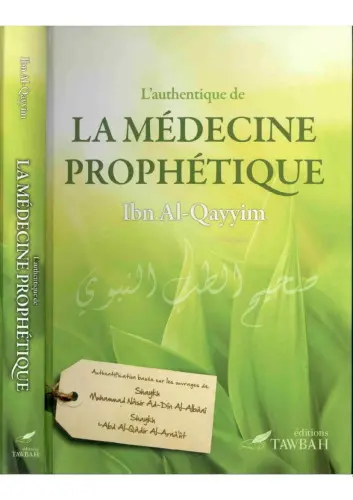 Ibn Al-Qayyim
L'authentique de
LA MÉDECINE PROPHÉTIQUE
éditions
TAWBAH
L'authentique de
LA MÉDECINE
PROPHÉTIQUE
Ibn Al-Qayyim
صحيح الطب النبوي
Authentification basée sur les ouvrages de:
Shaykh
Muhammad Nâsir Ad-Dîn Al-Albânî
Shaykh
'Abd Al-Qâdir Al-Arnâ'ût
éditions
TAWBAH